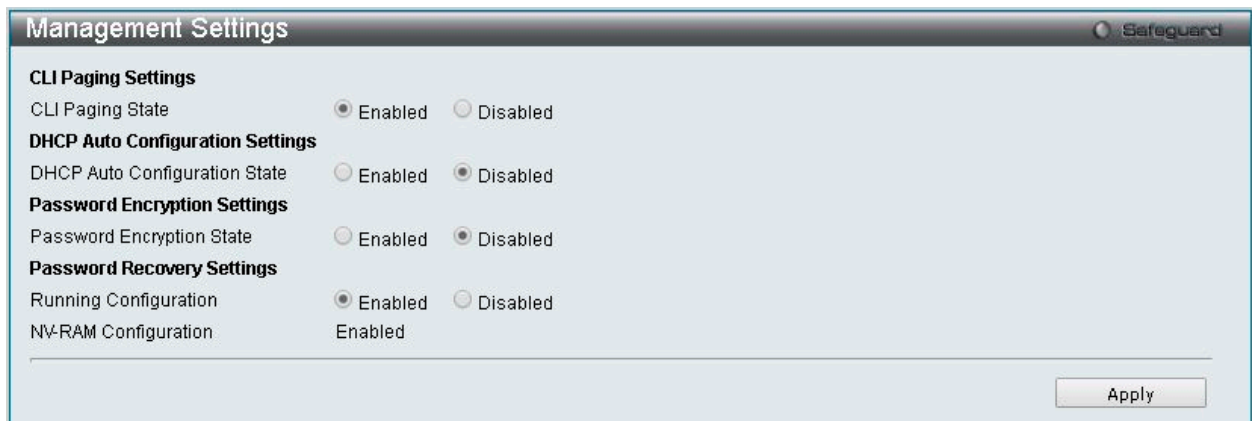 Management Settings Safeguard
CLI Paging Settings
CLI Paging State Enabled Disabled
DHCP Auto Configuration Settings
DHCP Auto Configuration State Enabled Disabled
Password Encryption Settings
Password Encryption State Enabled Disabled
Password Recovery Settings
Running Configuration Enabled Disabled
NV-RAM Configuration Enabled
Apply